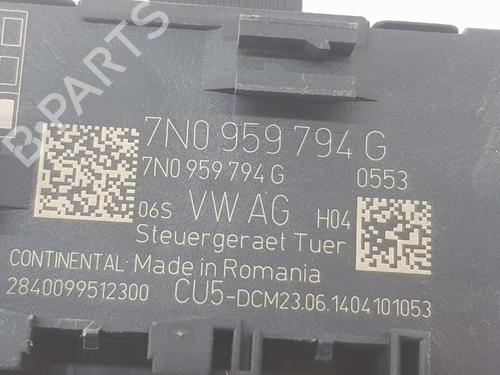 7N0 959 794 G
7N0 959 794 G
0553
06S VW AG H04
Steuergeraet Tuer
CONTINENTAL Made in Romania
2840099512300 CU5-DCM23.06.1404101053
B-PARTS